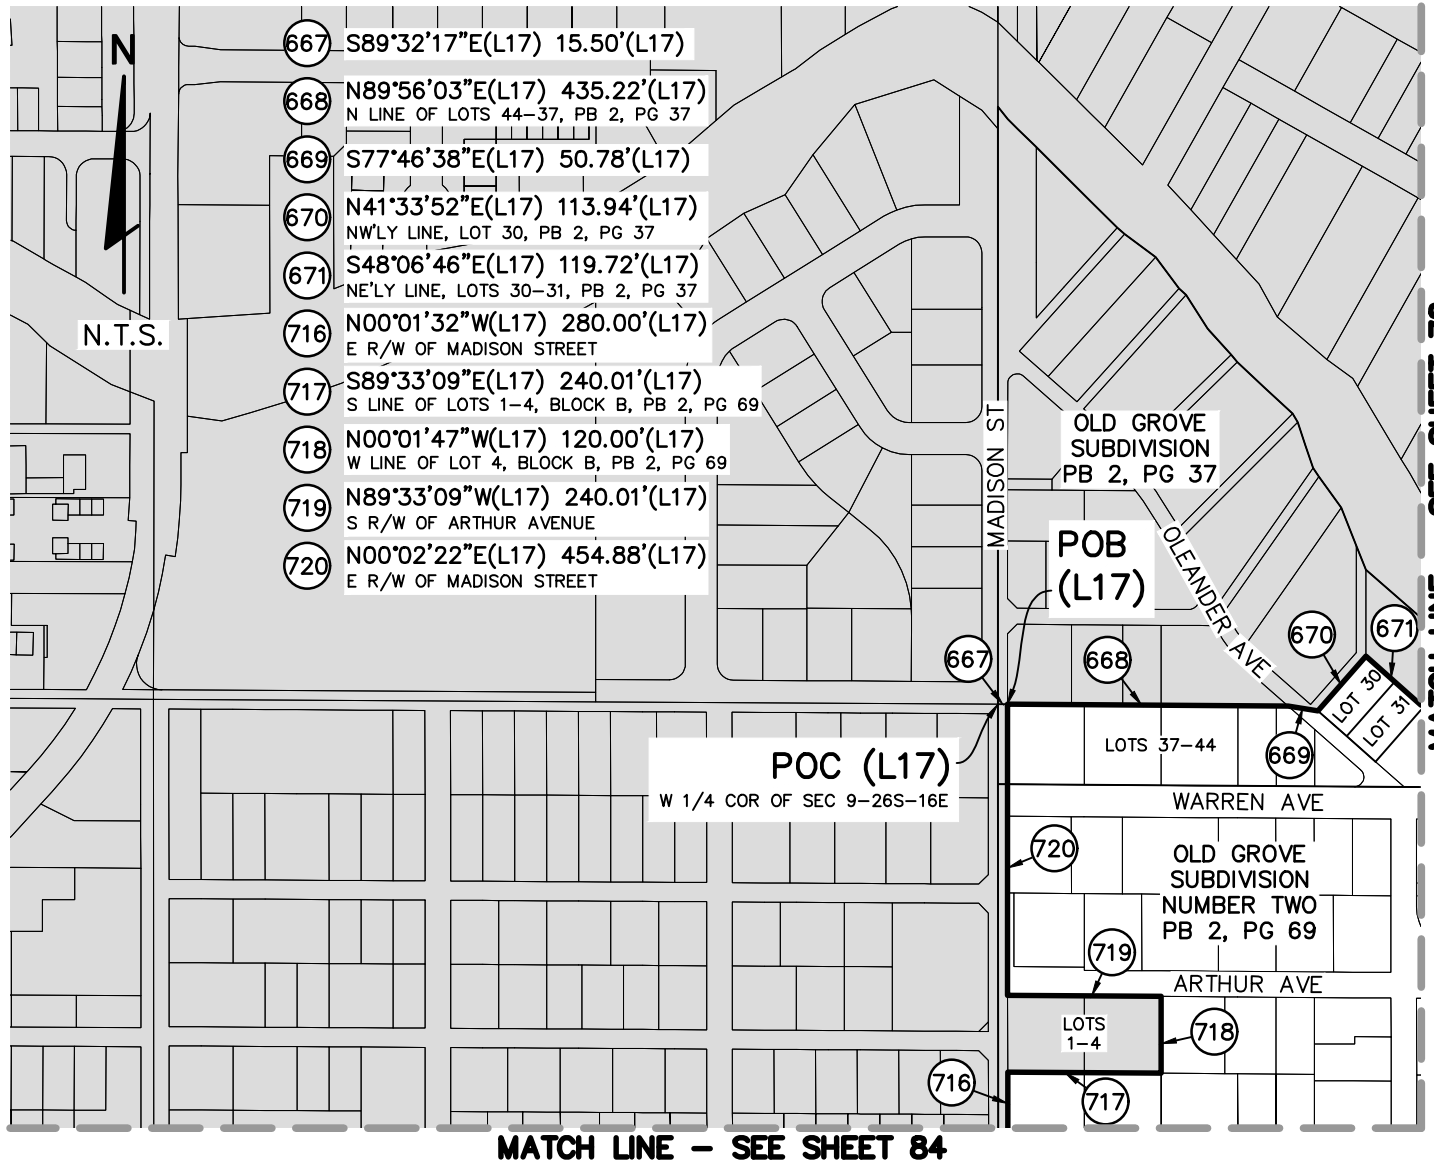 N
N.T.S.
667 S89°32'17"E(L17) 15.50'(L17)
668 N89°56'03"E(L17) 435.22'(L17)
N LINE OF LOTS 44-37, PB 2, PG 37
669 S77°46'38"E(L17) 50.78'(L17)
670 N41°33'52"E(L17) 113.94'(L17)
NW'LY LINE, LOT 30, PB 2, PG 37
671 S48°06'46"E(L17) 119.72'(L17)
NE'LY LINE, LOTS 30-31, PB 2, PG 37
716 N00°01'32"W(L17) 280.00'(L17)
E R/W OF MADISON STREET
717 S89°33'09"E(L17) 240.01'(L17)
S LINE OF LOTS 1-4, BLOCK B, PB 2, PG 69
718 N00°01'47"W(L17) 120.00'(L17)
W LINE OF LOT 4, BLOCK B, PB 2, PG 69
719 N89°33'09"W(L17) 240.01'(L17)
S R/W OF ARTHUR AVENUE
720 N00°02'22"E(L17) 454.88'(L17)
E R/W OF MADISON STREET
MADISON ST
OLD GROVE
SUBDIVISION
PB 2, PG 37
POB
(L17)
OLEANDER AVE
667
668
670
671
LOT 30
LOT 31
LOTS 37-44
669
POC (L17)
W 1/4 COR OF SEC 9-26S-16E
WARREN AVE
720
OLD GROVE
SUBDIVISION
NUMBER TWO
PB 2, PG 69
719
ARTHUR AVE
LOTS
1-4
718
716
717
MATCH LINE - SEE SHEET 84